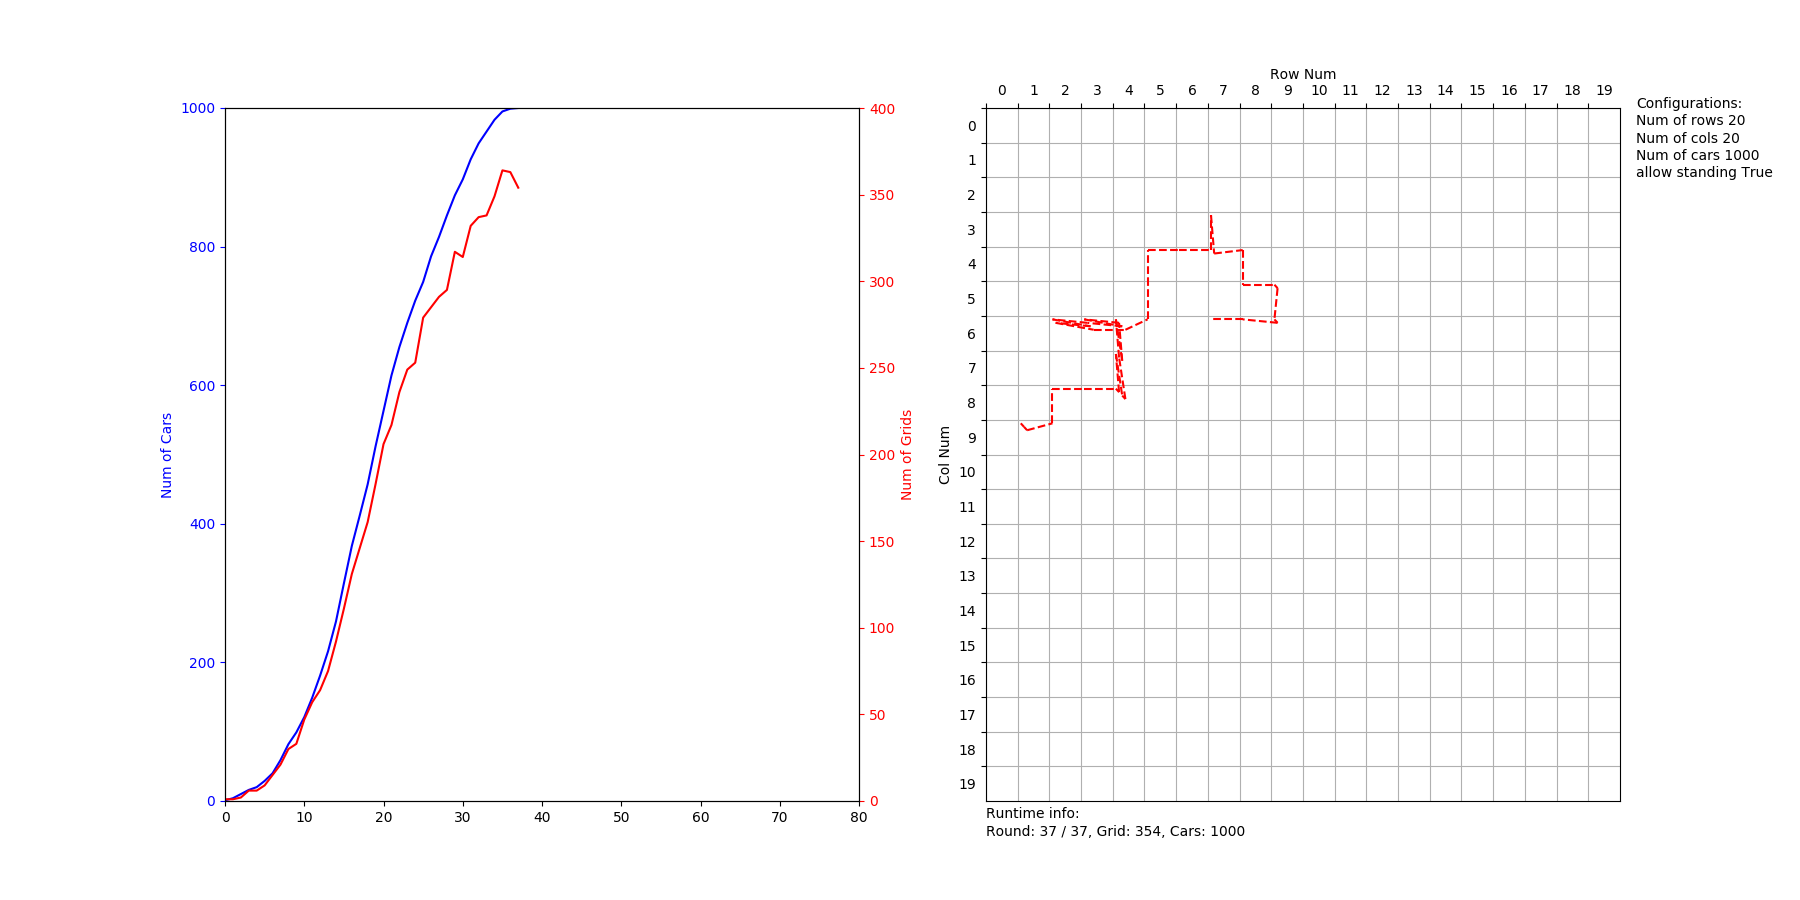 1000
800
600
400
200
0
Num of Cars
0 10 20 30 40 50 60 70 80
400
350
300
250
200
150
100
50
0
Num of Grids
Row Num
0 1 2 3 4 5 6 7 8 9 10 11 12 13 14 15 16 17 18 19
Col Num
0
1
2
3
4
5
6
7
8
9
10
11
12
13
14
15
16
17
18
19
Configurations:
Num of rows 20
Num of cols 20
Num of cars 1000
allow standing True
Runtime info:
Round: 37 / 37, Grid: 354, Cars: 1000